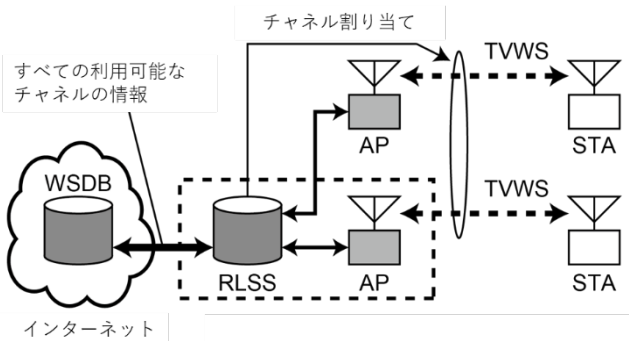 チャネル割り当て
すべての利用可能な
チャネルの情報
TVWS
AP
STA
WSDB
TVWS
RLSS
AP
STA
インターネット